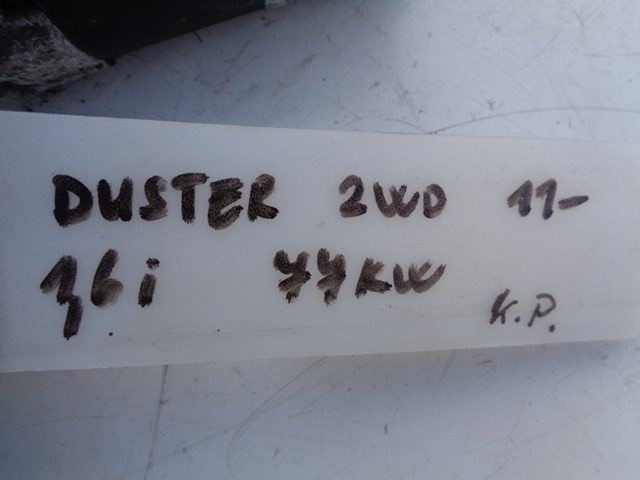 DUSTER 2WD 11-
1,6i 77KW K.P.